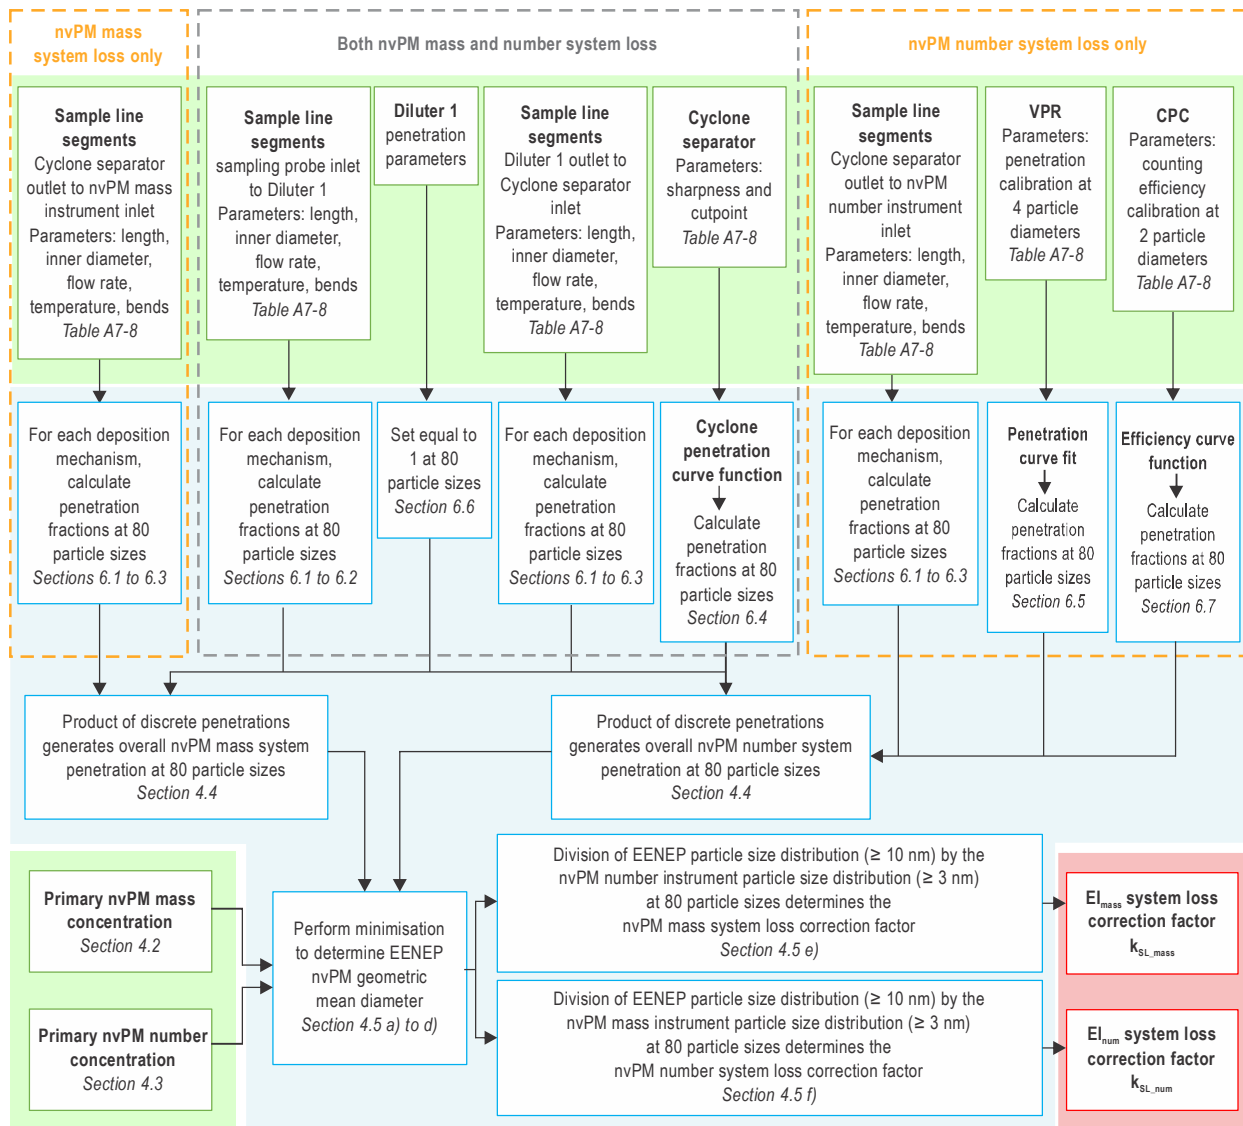 nvPM mass
system loss only
Both nvPM mass and number system loss
nvPM number system loss only
Sample line
segments
Cyclone separator
outlet to nvPM mass
instrument inlet
Parameters: length,
inner diameter,
flow rate,
temperature, bends
Table A7-8
Sample line
segments
sampling probe inlet
to Diluter 1
Parameters: length,
inner diameter,
flow rate,
temperature, bends
Table A7-8
Diluter 1
penetration
parameters
Sample line
segments
Diluter 1 outlet to
Cyclone separator
inlet
Parameters: length,
inner diameter,
flow rate,
temperature, bends
Table A7-8
Cyclone
separator
Parameters:
sharpness and
cutpoint
Table A7-8
Sample line
segments
Cyclone separator
outlet to nvPM
number instrument
inlet
Parameters: length,
inner diameter,
flow rate,
temperature, bends
Table A7-8
VPR
Parameters:
penetration
calibration at
4 particle
diameters
Table A7-8
CPC
Parameters:
counting
efficiency
calibration at
2 particle
diameters
Table A7-8
For each deposition
mechanism,
calculate
penetration
fractions at 80
particle sizes
Sections 6.1 to 6.3
For each deposition
mechanism,
calculate
penetration
fractions at 80
particle sizes
Sections 6.1 to 6.2
Set equal to
1 at 80
particle sizes
Section 6.6
For each deposition
mechanism,
calculate
penetration
fractions at 80
particle sizes
Sections 6.1 to 6.3
Cyclone
penetration
curve function
Calculate
penetration
fractions at 80
particle sizes
Section 6.4
For each deposition
mechanism,
calculate
penetration
fractions at 80
particle sizes
Sections 6.1 to 6.3
Penetration
curve fit
Calculate
penetration
fractions at 80
particle sizes
Section 6.5
Efficiency curve
function
Calculate
penetration
fractions at 80
particle sizes
Section 6.7
Product of discrete penetrations
generates overall nvPM mass system
penetration at 80 particle sizes
Section 4.4
Product of discrete penetrations
generates overall nvPM number system
penetration at 80 particle sizes
Section 4.4
Primary nvPM mass
concentration
Section 4.2
Primary nvPM number
concentration
Section 4.3
Perform minimisation
to determine EENEP
nvPM geometric
mean diameter
Section 4.5 a) to d)
Division of EENEP particle size distribution (≥ 10 nm) by the
nvPM number instrument particle size distribution (≥ 3 nm)
at 80 particle sizes determines the
nvPM mass system loss correction factor
Section 4.5 e)
Division of EENEP particle size distribution (≥ 10 nm) by the
nvPM mass instrument particle size distribution (≥ 3 nm)
at 80 particle sizes determines the
nvPM number system loss correction factor
Section 4.5 f)
EI_mass system loss
correction factor
k_SL_mass
EI_num system loss
correction factor
k_SL_num